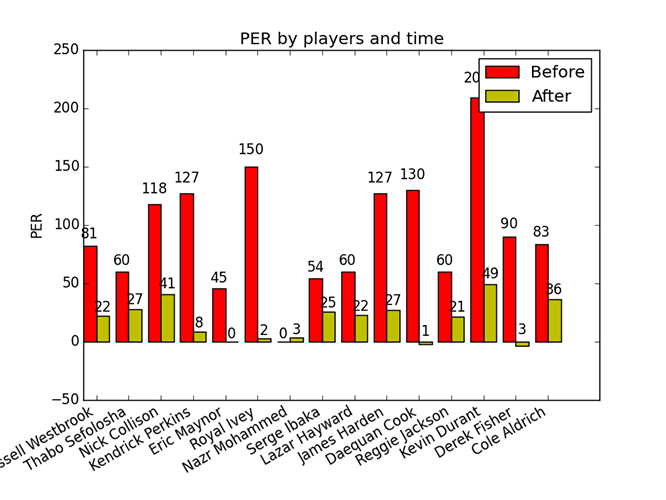 PER by players and time
Before
After
PER
250
200
150
100
50
0
−50
81
22
60
27
118
41
127
8
45
0
150
2
0
3
54
25
60
22
127
27
130
1
60
21
20
49
90
3
83
36
ssell Westbrook
Thabo Sefolosha
Nick Collison
Kendrick Perkins
Eric Maynor
Royal Ivey
Nazr Mohammed
Serge Ibaka
Lazar Hayward
James Harden
Daequan Cook
Reggie Jackson
Kevin Durant
Derek Fisher
Cole Aldrich